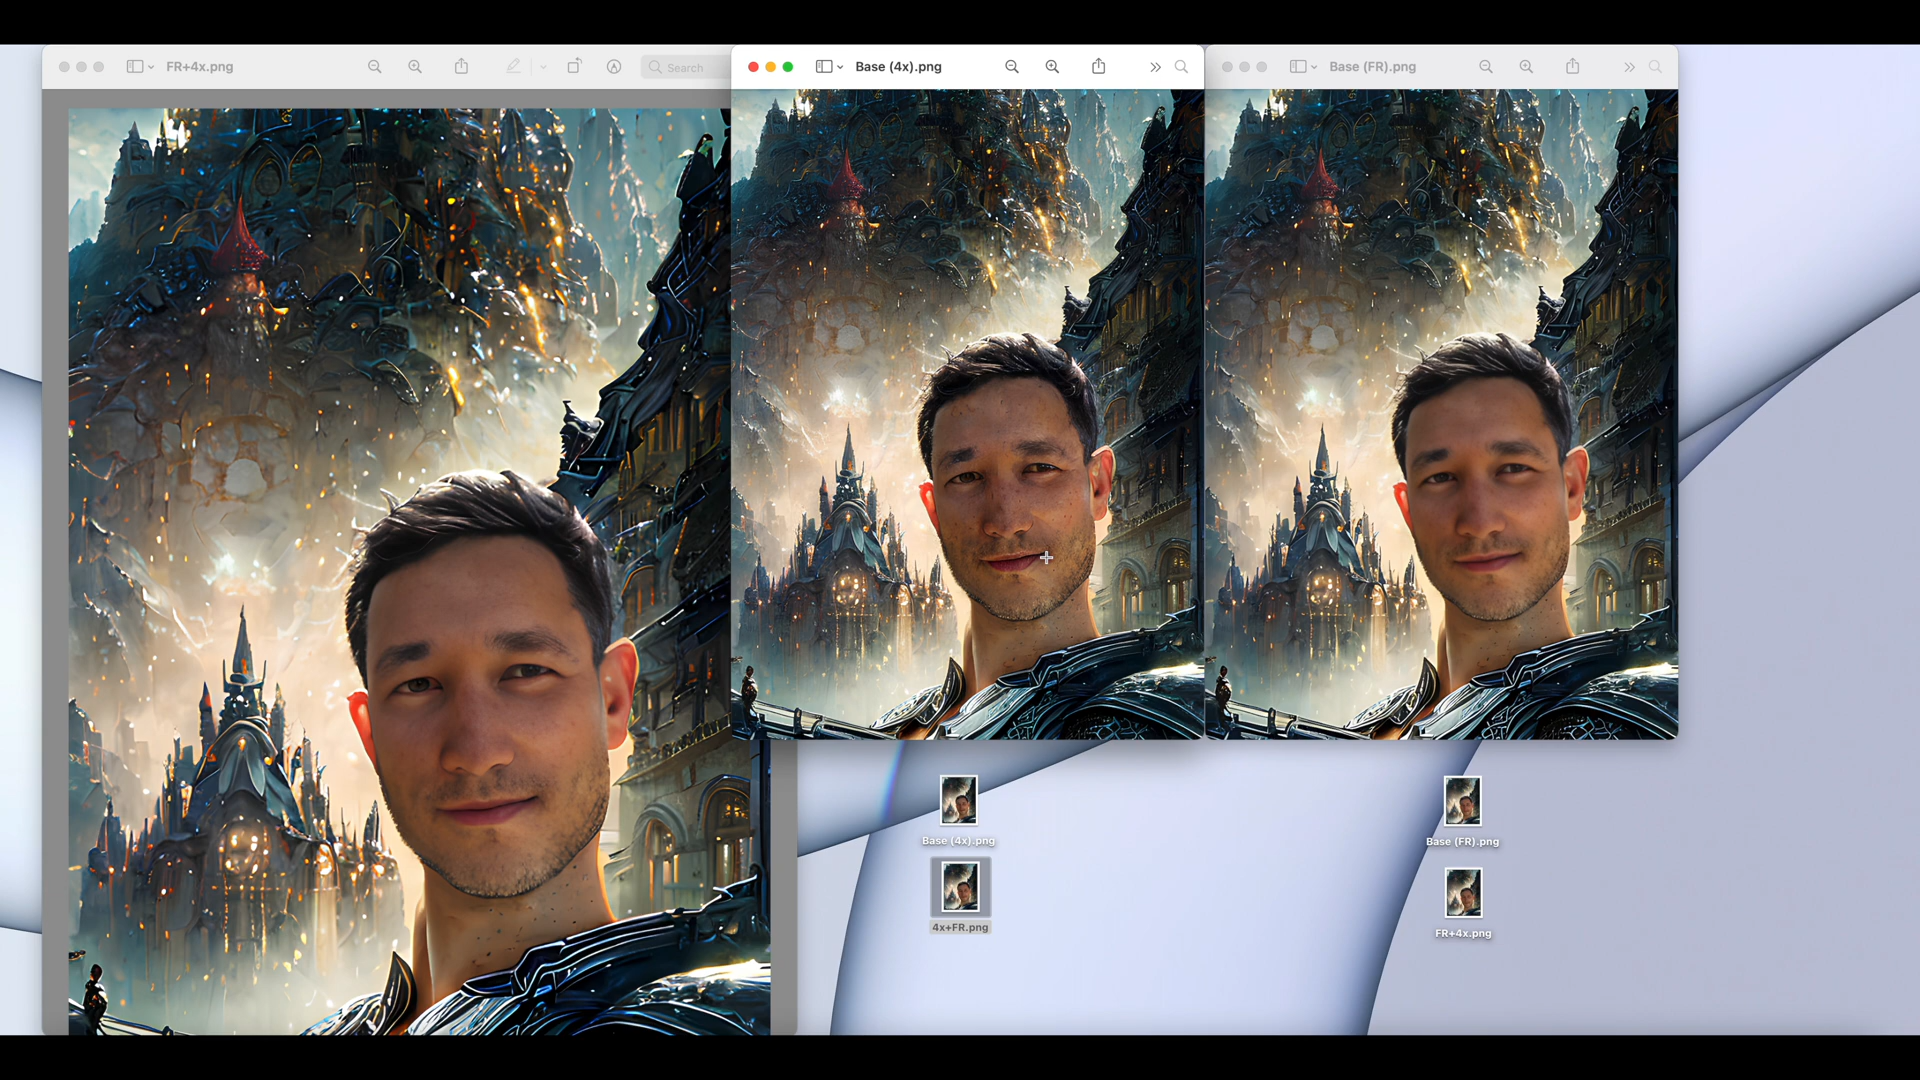 FR+4x.png
Search
Base (4x).png
Base (FR).png
Base (4x).png
Base (FR).png
4x+FR.png
FR+4x.png